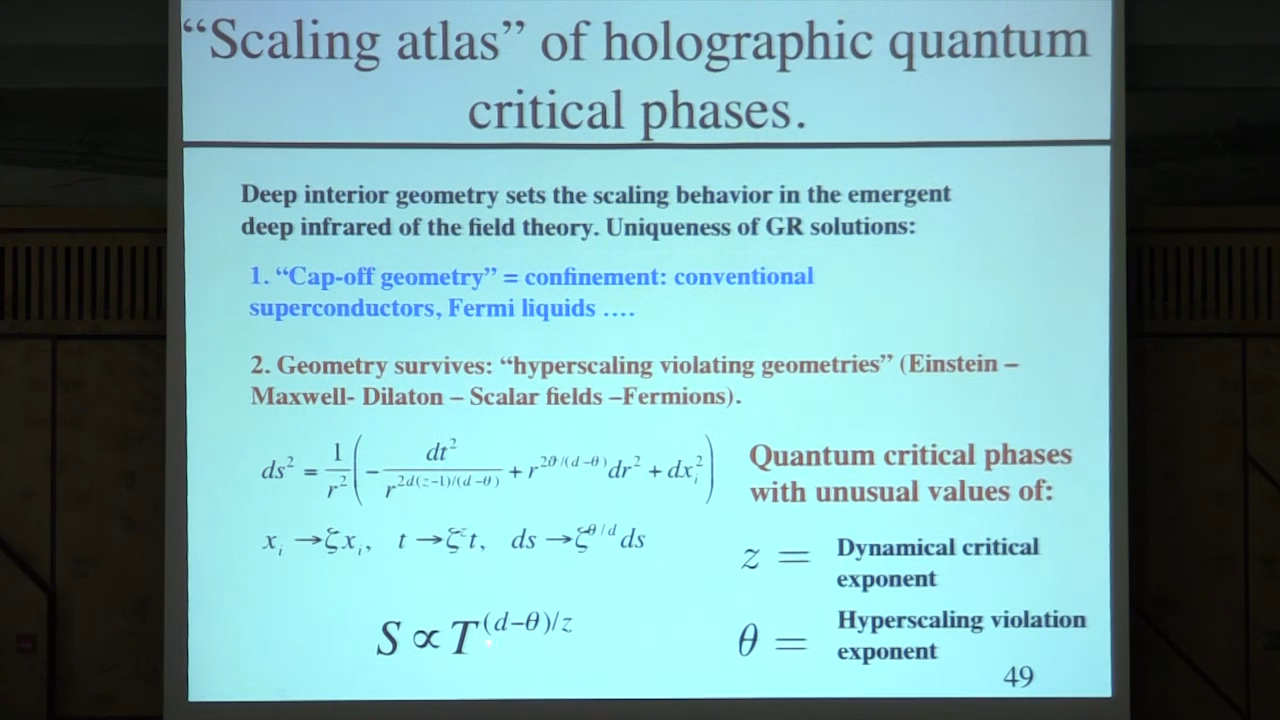 “Scaling atlas” of holographic quantum
critical phases.
Deep interior geometry sets the scaling behavior in the emergent
deep infrared of the field theory. Uniqueness of GR solutions:
1. “Cap-off geometry” = confinement: conventional
superconductors, Fermi liquids ….
2. Geometry survives: “hyperscaling violating geometries” (Einstein –
Maxwell- Dilaton – Scalar fields –Fermions).
ds² = 1/r² ( − dt²/r^{2d(z−1)/(d−θ)} + r^{2θ/(d−θ)} dr² + dx_i² )
Quantum critical phases
with unusual values of:
x_i → ζx_i, t → ζ^z t, ds → ζ^{θ/d} ds
z = Dynamical critical
exponent
S ∝ T^{(d−θ)/z}
θ = Hyperscaling violation
exponent
49